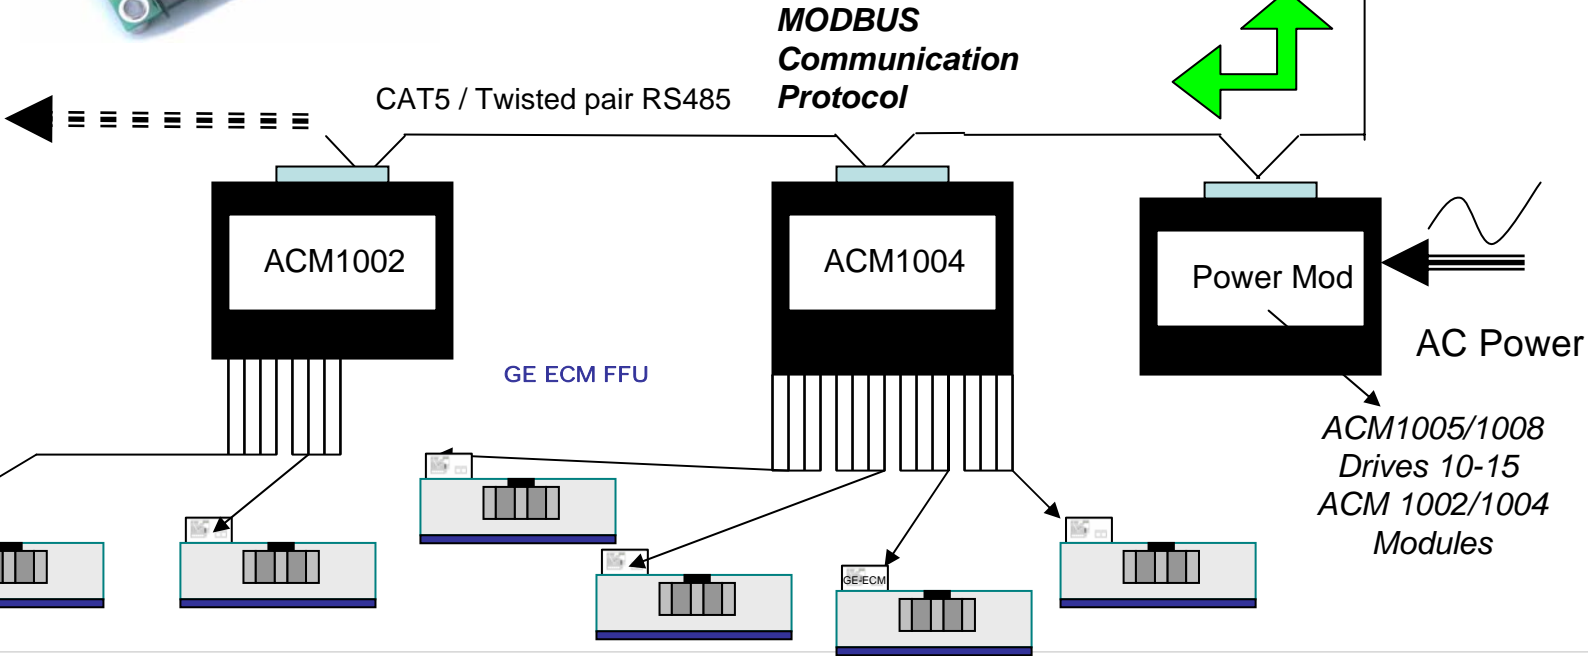 MODBUS
Communication
Protocol
CAT5 / Twisted pair RS485
ACM1002
ACM1004
Power Mod
AC Power
GE ECM FFU
ACM1005/1008
Drives 10-15
ACM 1002/1004
Modules
GE-ECM